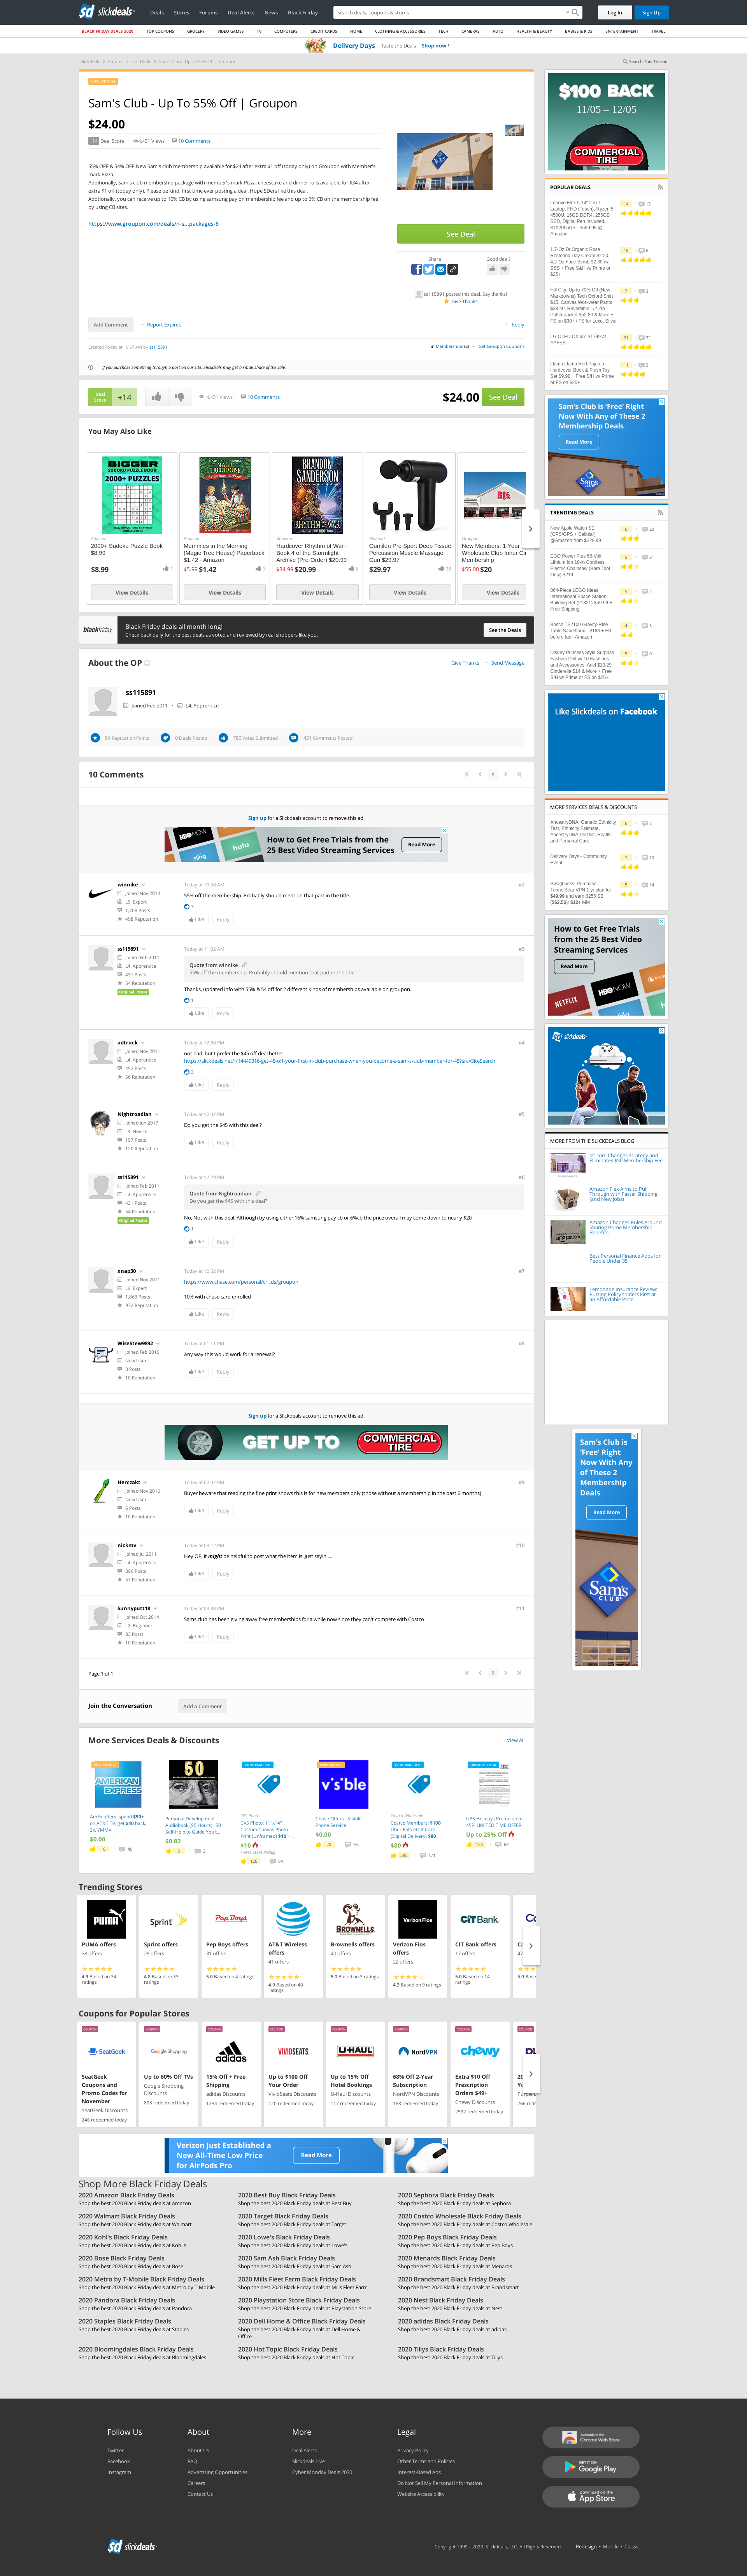 slickdeals
Deals
Stores
Forums
Deal Alerts
News
Black Friday
Search deals, coupons & stores
Log In
Sign Up
BLACK FRIDAY DEALS 2020
TOP COUPONS
GROCERY
VIDEO GAMES
TV
COMPUTERS
CREDIT CARDS
HOME
CLOTHING & ACCESSORIES
TECH
CAMERAS
AUTO
HEALTH & BEAUTY
BABIES & KIDS
ENTERTAINMENT
TRAVEL
Delivery Days Taste the Deals Shop now
Slickdeals > Forums > Hot Deals > Sam's Club - Up To 55% Off | Groupon
Search This Thread
Sam's Club - Up To 55% Off | Groupon
$24.00
+14 Deal Score 4,431 Views 10 Comments
55% OFF & 54% OFF New Sam's club membership available for $24 after extra $1 off (today only) on Groupon with Member's mark Pizza.
Additionally, Sam's club membership package with member's mark Pizza, cheesecake and dinner rolls available for $34 (after extra $1 off today only). Please be kind, first time ever posting a deal. Hope SDers like this deal.
Additionally, you can receive up to 16% CB by using samsung pay on membership fee and up to 6% CB on the membership fee by using CB sites.
https://www.groupon.com/deals/n-s...packages-6
See Deal
Share
Good deal?
ss115891 posted this deal. Say thanks!
Give Thanks
Add Comment
Report Expired
Reply
Created Today at 10:57 AM by ss115891
in Memberships (2)
Get Groupon Coupons
If you purchase something through a post on our site, Slickdeals may get a small share of the sale.
Deal Score +14
4,431 Views 10 Comments
$24.00 See Deal
You May Also Like
Amazon
2000+ Sudoku Puzzle Book $8.99
$8.99
1
View Details
Amazon
Mummies in the Morning (Magic Tree House) Paperback $1.42 - Amazon
$5.99 $1.42
3
View Details
Amazon
Hardcover Rhythm of War - Book 4 of the Stormlight Archive (Pre-Order) $20.99
$34.99 $20.99
8
View Details
Walmart
Oumilen Pro Sport Deep Tissue Percussion Muscle Massage Gun $29.97
$29.97
28
View Details
Groupon
New Members: 1-Year
Wholesale Club Inner Ci
Membership
$55.00 $20
View Details
blackfriday
Black Friday deals all month long!
Check back daily for the best deals as voted and reviewed by real shoppers like you.
See the Deals
About the OP
Give Thanks
Send Message
ss115891
Joined Feb 2011 L4: Apprentice
54 Reputation Points
0 Deals Posted
780 Votes Submitted
431 Comments Posted
10 Comments
1
Sign up for a Slickdeals account to remove this ad.
HBO NOW
sling
hulu
How to Get Free Trials from the 25 Best Video Streaming Services
Read More
winnike
Joined Nov 2014
L6: Expert
1,708 Posts
498 Reputation
Today at 10:58 AM
#2
55% off the membership. Probably should mention that part in the title.
3
Like
Reply
ss115891
Joined Feb 2011
L4: Apprentice
431 Posts
54 Reputation
Original Poster
Today at 11:02 AM
#3
Quote from winnike
55% off the membership. Probably should mention that part in the title.
Thanks, updated info with 55% & 54 off for 2 different kinds of memberships available on groupon.
1
Like
Reply
adtruck
Joined Nov 2011
L4: Apprentice
452 Posts
56 Reputation
Today at 12:00 PM
#4
not bad. but I prefer the $45 off deal better.
https://slickdeals.net/f/14449316-get-45-off-your-first-in-club-purchase-when-you-become-a-sam-s-club-member-for-45?src=SiteSearch
3
Like
Reply
Nightroadian
Joined Jun 2017
L3: Novice
197 Posts
120 Reputation
Today at 12:02 PM
#5
Do you get the $45 with this deal?
Like
Reply
ss115891
Joined Feb 2011
L4: Apprentice
431 Posts
54 Reputation
Original Poster
Today at 12:29 PM
#6
Quote from Nightroadian
Do you get the $45 with this deal?
No, Not with this deal. Although by using either 16% samsung pay cb or 6%cb the price overall may come down to nearly $20
1
Like
Reply
xnap30
Joined Nov 2011
L6: Expert
1,863 Posts
972 Reputation
Today at 12:52 PM
#7
https://www.chase.com/personal/cr...ds/groupon
10% with chase card enrolled
Like
Reply
WiseStew9892
Joined Feb 2019
New User
3 Posts
10 Reputation
Today at 01:11 PM
#8
Any way this would work for a renewal?
Like
Reply
Sign up for a Slickdeals account to remove this ad.
GET UP TO
COMMERCIAL TIRE
Herczakt
Joined Nov 2016
New User
6 Posts
10 Reputation
Today at 02:02 PM
#9
Buyer beware that reading the fine print shows this is for new members only (those without a membership in the past 6 months)
Like
Reply
nickmv
Joined Jul 2011
L4: Apprentice
396 Posts
57 Reputation
Today at 03:12 PM
#10
Hey OP, it might be helpful to post what the item is. Just sayin.....
Like
Reply
Sunnyputt18
Joined Oct 2014
L2: Beginner
33 Posts
10 Reputation
Today at 04:36 PM
#11
Sams club has been giving away free memberships for a while now since they can't compete with Costco
Like
Reply
Page 1 of 1
1
Join the Conversation
Add a Comment
More Services Deals & Discounts
View All
AmEx offers: spend $50+ on AT&T TV, get $40 back, 2x. YMMV.
$0.00
Personal Development Audiobook (95 Hours) "50 Self-Help to Guide You t...
$0.82
CVS Photo
CVS Photo: 11"x14" Custom Canvas Photo Print (Unframed) $10 +...
$10
+ Free Store Pickup
Chase Offers - Visible Phone Service
$0.00
Costco Wholesale
Costco Members: $100 Uber Eats eGift Card (Digital Delivery) $80
$80
UPS Holidays Promo up to 45% LIMITED TIME OFFER
Up to 25% Off
Trending Stores
PUMA offers
38 offers
4.9 Based on 34 ratings
Sprint offers
29 offers
4.8 Based on 33 ratings
Pep Boys offers
31 offers
5.0 Based on 4 ratings
AT&T Wireless offers
41 offers
4.9 Based on 40 ratings
Brownells offers
40 offers
5.0 Based on 3 ratings
Verizon Fios offers
22 offers
4.3 Based on 9 ratings
CIT Bank offers
17 offers
5.0 Based on 14 ratings
Coupons for Popular Stores
SeatGeek Coupons and Promo Codes for November
SeatGeek Discounts
246 redeemed today
Up to 60% Off TVs
Google Shopping Discounts
893 redeemed today
15% Off + Free Shipping
adidas Discounts
1254 redeemed today
Up to $100 Off Your Order
VividSeats Discounts
120 redeemed today
Up to 15% Off Hotel Bookings
U-Haul Discounts
117 redeemed today
68% Off 2-Year Subscription
NordVPN Discounts
188 redeemed today
Extra $10 Off Prescription Orders $49+
Chewy Discounts
2592 redeemed today
Verizon Just Established a New All-Time Low Price for AirPods Pro
Read More
Shop More Black Friday Deals
2020 Amazon Black Friday Deals
Shop the best 2020 Black Friday deals at Amazon
2020 Best Buy Black Friday Deals
Shop the best 2020 Black Friday deals at Best Buy
2020 Sephora Black Friday Deals
Shop the best 2020 Black Friday deals at Sephora
2020 Walmart Black Friday Deals
Shop the best 2020 Black Friday deals at Walmart
2020 Target Black Friday Deals
Shop the best 2020 Black Friday deals at Target
2020 Costco Wholesale Black Friday Deals
Shop the best 2020 Black Friday deals at Costco Wholesale
2020 Kohl's Black Friday Deals
Shop the best 2020 Black Friday deals at Kohl's
2020 Lowe's Black Friday Deals
Shop the best 2020 Black Friday deals at Lowe's
2020 Pep Boys Black Friday Deals
Shop the best 2020 Black Friday deals at Pep Boys
2020 Bose Black Friday Deals
Shop the best 2020 Black Friday deals at Bose
2020 Sam Ash Black Friday Deals
Shop the best 2020 Black Friday deals at Sam Ash
2020 Menards Black Friday Deals
Shop the best 2020 Black Friday deals at Menards
2020 Metro by T-Mobile Black Friday Deals
Shop the best 2020 Black Friday deals at Metro by T-Mobile
2020 Mills Fleet Farm Black Friday Deals
Shop the best 2020 Black Friday deals at Mills Fleet Farm
2020 Brandsmart Black Friday Deals
Shop the best 2020 Black Friday deals at Brandsmart
2020 Pandora Black Friday Deals
Shop the best 2020 Black Friday deals at Pandora
2020 Playstation Store Black Friday Deals
Shop the best 2020 Black Friday deals at Playstation Store
2020 Nest Black Friday Deals
Shop the best 2020 Black Friday deals at Nest
2020 Staples Black Friday Deals
Shop the best 2020 Black Friday deals at Staples
2020 Dell Home & Office Black Friday Deals
Shop the best 2020 Black Friday deals at Dell Home & Office
2020 adidas Black Friday Deals
Shop the best 2020 Black Friday deals at adidas
2020 Bloomingdales Black Friday Deals
Shop the best 2020 Black Friday deals at Bloomingdales
2020 Hot Topic Black Friday Deals
Shop the best 2020 Black Friday deals at Hot Topic
2020 Tillys Black Friday Deals
Shop the best 2020 Black Friday deals at Tillys
$100 BACK
11/05 - 12/05
COMMERCIAL TIRE
POPULAR DEALS
Lenovo Flex 5 14" 2-in-1 Laptop, FHD (Touch), Ryzen 5 4500U, 16GB DDR4, 256GB SSD, Digital Pen Included, 81X20005US - $599.99 @ Amazon
1.7-Oz Dr.Organic Rose Restoring Day Cream $2.20, 4.2-Oz Face Scrub $2.30 w/ S&S + Free S&H w/ Prime or $25+
Hill City: Up to 70% Off (New Markdowns) Tech Oxford Shirt $15, Canvas Workwear Pants $38.40, Reversible 1/2 Zip Puffer Jacket $52.80 & More + FS on $30+ / FS for Luxe, Silver
LG OLED CX 65" $1799 at AAFES
Llama Llama Red Pajama Hardcover Book & Plush Toy Set $9.98 + Free S/H w/ Prime or FS on $25+
Sam's Club is 'Free' Right Now With Any of These 2 Membership Deals
Read More
TRENDING DEALS
New Apple Watch SE (GPS/GPS + Cellular) @Amazon from $229.99
EGO Power Plus 56-Volt Lithium Ion 18-in Cordless Electric Chainsaw (Bare Tool Only) $219
864-Piece LEGO Ideas International Space Station Building Set (21321) $59.99 + Free Shipping
Bosch TS2100 Gravity-Rise Table Saw Stand - $168 + FS before tax - Amazon
Disney Princess Style Surprise Fashion Doll w/ 10 Fashions and Accessories: Ariel $13.29 Cinderella $14 & More + Free S/H w/ Prime or FS on $25+
Like Slickdeals on Facebook
MORE SERVICES DEALS & DISCOUNTS
AncestryDNA: Genetic Ethnicity Test, Ethnicity Estimate, AncestryDNA Test Kit, Health and Personal Care
Delivery Days - Community Event
Swagbucks: Purchase TunnelBear VPN 1 yr plan for $49.99 and earn 6256 SB ($62.56); $12+ MM
How to Get Free Trials from the 25 Best Video Streaming Services
Read More
NETFLIX
HBO NOW
slickdeals
MORE FROM THE SLICKDEALS BLOG
Jet.com Changes Strategy and Eliminates $50 Membership Fee
Amazon Flex Aims to Pull Through with Faster Shipping (and New Jobs)
Amazon Changes Rules Around Sharing Prime Membership Benefits
Best Personal Finance Apps for People Under 35
Lemonade Insurance Review: Putting Policyholders First at an Affordable Price
Sam's Club is 'Free' Right Now With Any of These 2 Membership Deals
Read More
Sam's CLUB
Follow Us
Twitter
Facebook
Instagram
About
About Us
FAQ
Advertising Opportunities
Careers
Contact Us
More
Deal Alerts
Slickdeals Live
Cyber Monday Deals 2020
Legal
Privacy Policy
Other Terms and Policies
Interest-Based Ads
Do Not Sell My Personal Information
Website Accessibility
Available in the Chrome Web Store
GET IT ON Google Play
Download on the App Store
slickdeals
Copyright 1999 - 2020. Slickdeals, LLC. All Rights Reserved.
Redesign • Mobile • Classic